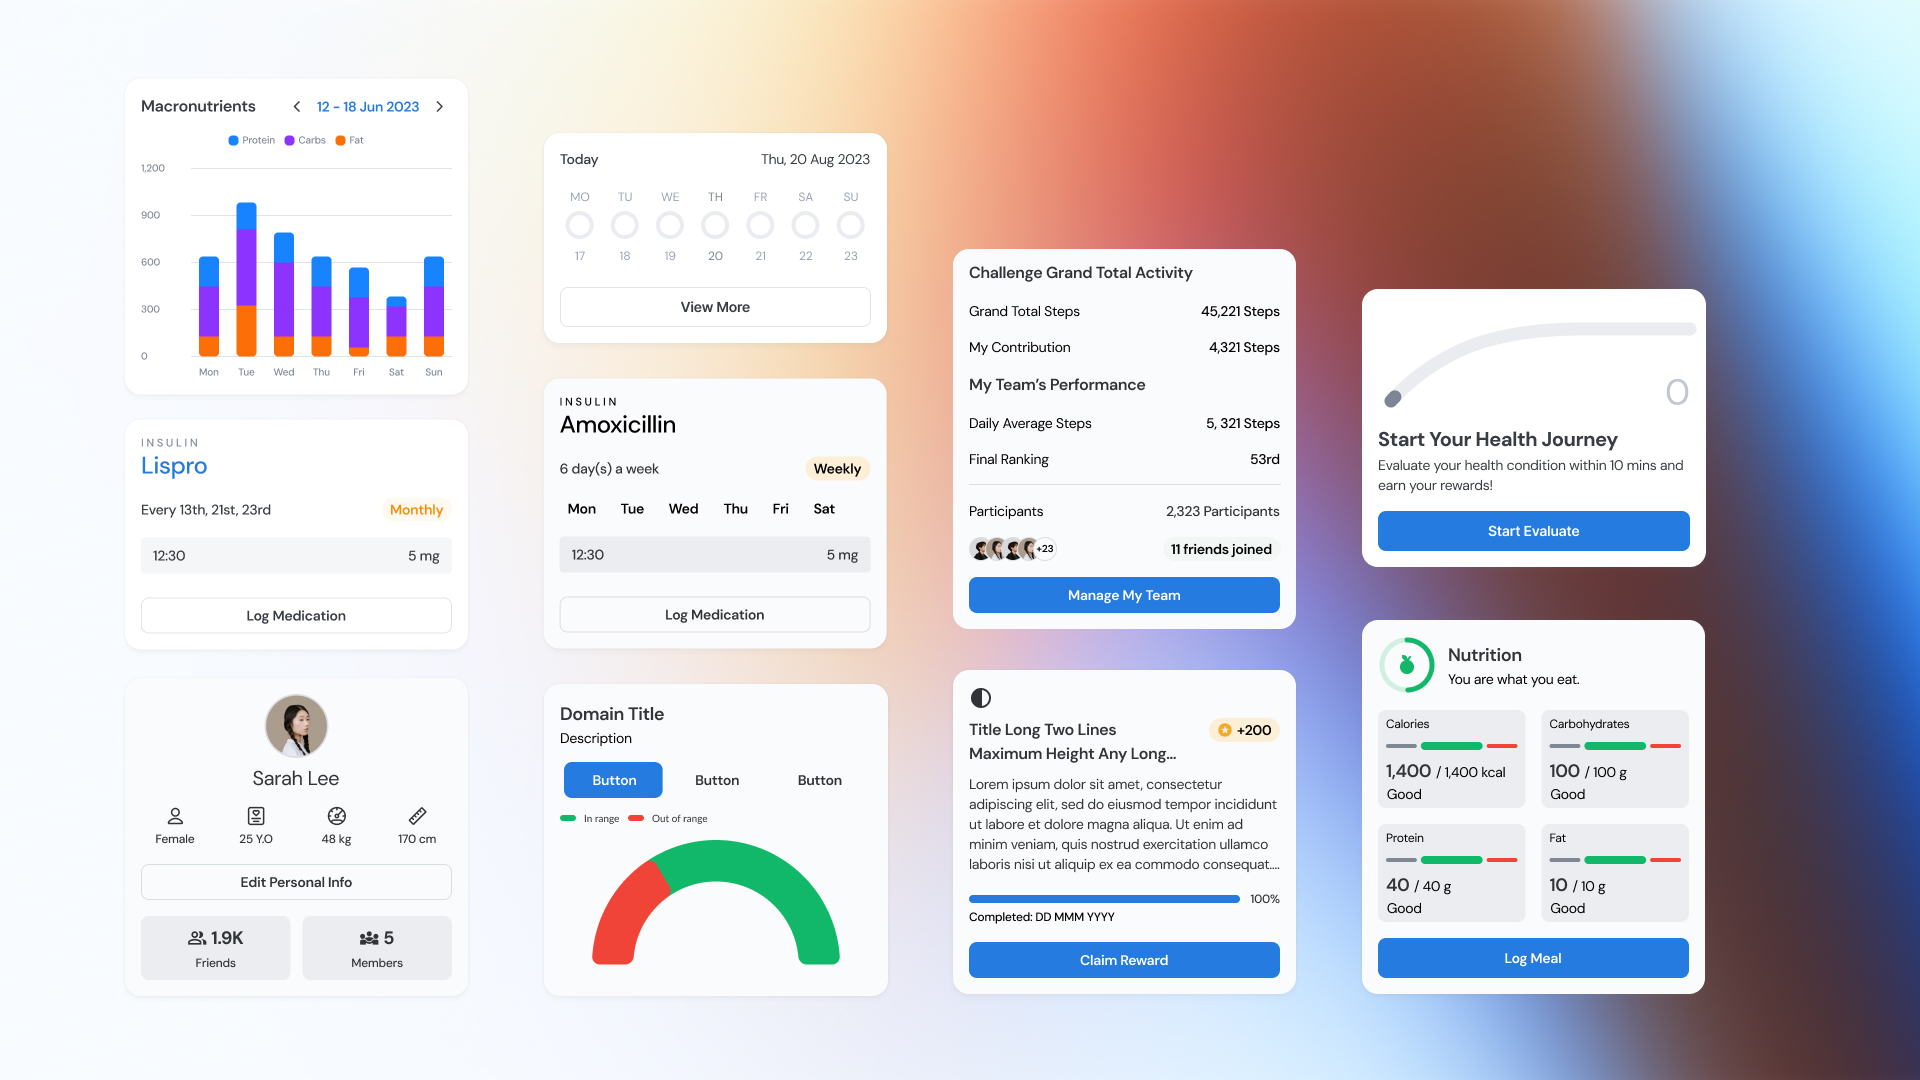 Macronutrients
12 - 18 Jun 2023
Protein Carbs Fat
1,200
900
600
300
0
Mon Tue Wed Thu Fri Sat Sun
INSULIN
Lispro
Every 13th, 21st, 23rd Monthly
12:30 5 mg
Log Medication
Sarah Lee
Female 25 Y.O 48 kg 170 cm
Edit Personal Info
1.9K 5
Friends Members
Today Thu, 20 Aug 2023
MO TU WE TH FR SA SU
17 18 19 20 21 22 23
View More
INSULIN
Amoxicillin
6 day(s) a week Weekly
Mon Tue Wed Thu Fri Sat
12:30 5 mg
Log Medication
Domain Title
Description
Button Button Button
In range Out of range
Challenge Grand Total Activity
Grand Total Steps 45,221 Steps
My Contribution 4,321 Steps
My Team's Performance
Daily Average Steps 5, 321 Steps
Final Ranking 53rd
Participants 2,323 Participants
+23 11 friends joined
Manage My Team
Title Long Two Lines
Maximum Height Any Long...
+200
Lorem ipsum dolor sit amet, consectetur
adipiscing elit, sed do eiusmod tempor incididunt
ut labore et dolore magna aliqua. Ut enim ad
minim veniam, quis nostrud exercitation ullamco
laboris nisi ut aliquip ex ea commodo consequat....
100%
Completed: DD MMM YYYY
Claim Reward
0
Start Your Health Journey
Evaluate your health condition within 10 mins and
earn your rewards!
Start Evaluate
Nutrition
You are what you eat.
Calories
1,400 / 1,400 kcal
Good
Carbohydrates
100 / 100 g
Good
Protein
40 / 40 g
Good
Fat
10 / 10 g
Good
Log Meal